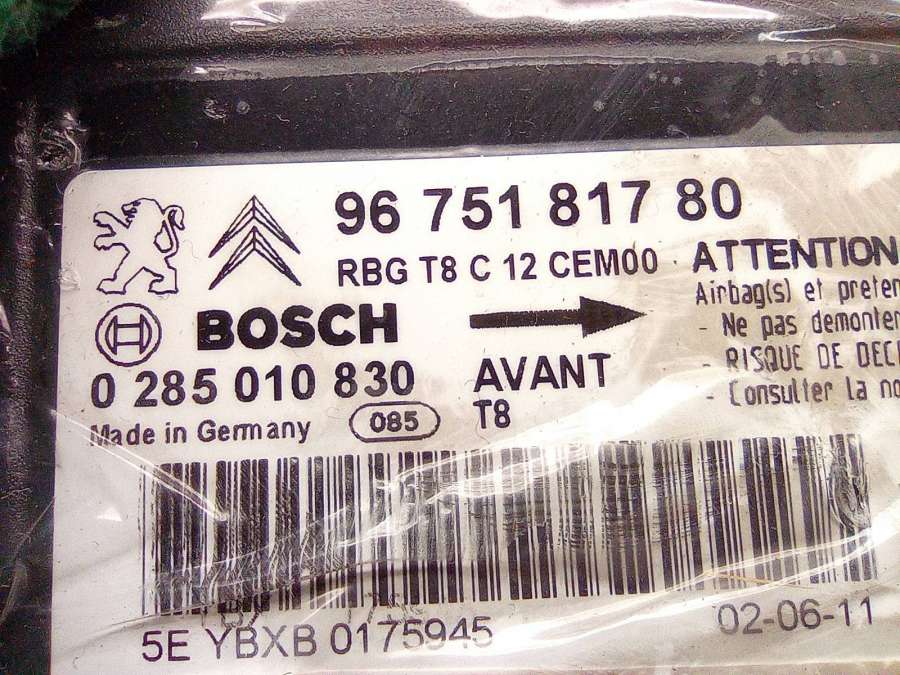 96 751 817 80
RBG T8 C 12 CEM00
BOSCH
0 285 010 830
Made in Germany
085
AVANT
T8
ATTENTION
Airbag(s) et preten
- Ne pas demonter
- RISQUE DE DECL
- Consulter la no
5E YBXB 0175945
02-06-11